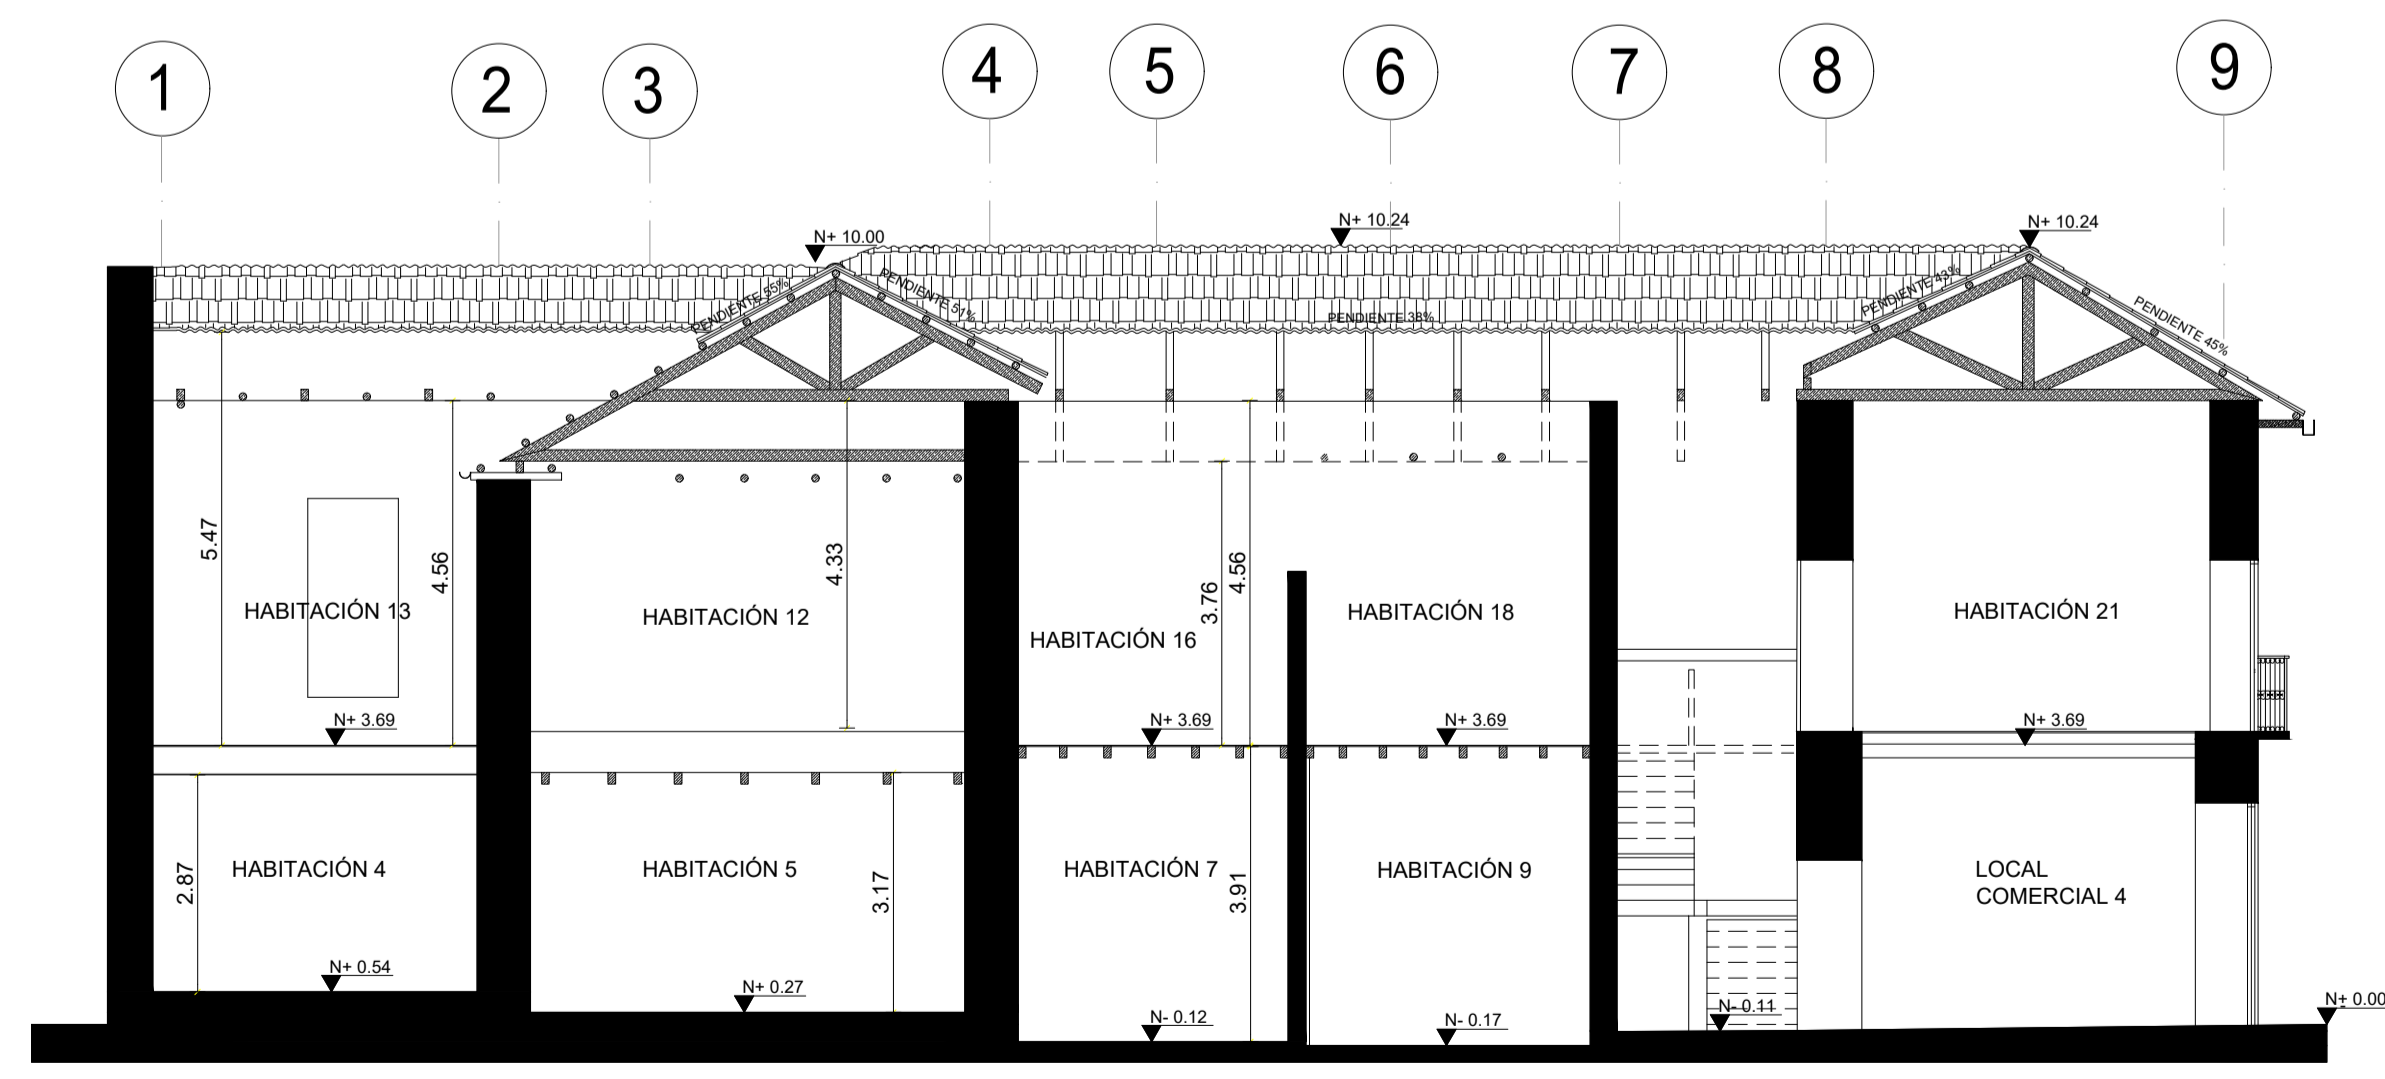 1
2
3
4
5
6
7
8
9
N+ 10.00
N+ 10.24
N+ 10.24
PENDIENTE 55%
PENDIENTE 51%
PENDIENTE 38%
PENDIENTE 43%
PENDIENTE 45%
5.47
4.56
4.33
3.76
4.56
HABITACIÓN 13
HABITACIÓN 12
HABITACIÓN 16
HABITACIÓN 18
HABITACIÓN 21
N+ 3.69
N+ 3.69
N+ 3.69
N+ 3.69
2.87
HABITACIÓN 4
HABITACIÓN 5
3.17
HABITACIÓN 7
3.91
HABITACIÓN 9
LOCAL
COMERCIAL 4
N+ 0.54
N+ 0.27
N- 0.12
N- 0.17
N- 0.11
N+ 0.00